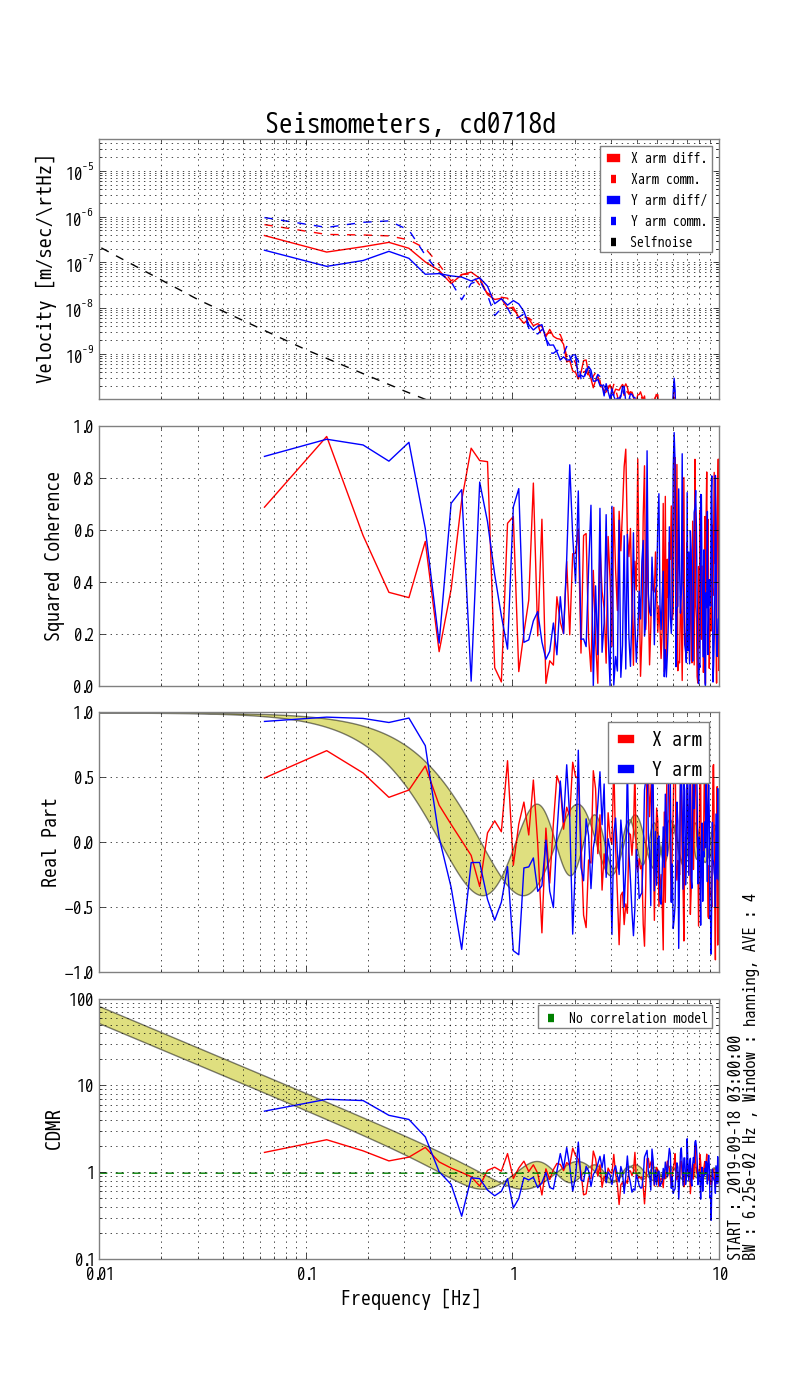 Seismometers, cd0718d
Velocity [m/sec/\rtHz]
10^-5
10^-6
10^-7
10^-8
10^-9
X arm diff.
Xarm comm.
Y arm diff/
Y arm comm.
Selfnoise
Squared Coherence
1.0
0.8
0.6
0.4
0.2
0.0
Real Part
1.0
0.5
0.0
−0.5
−1.0
X arm
Y arm
CDMR
100
10
1
0.1
No correlation model
0.01
0.1
1
10
Frequency [Hz]
START : 2019-09-18 03:00:00
BW : 6.25e-02 Hz , Window : hanning, AVE : 4